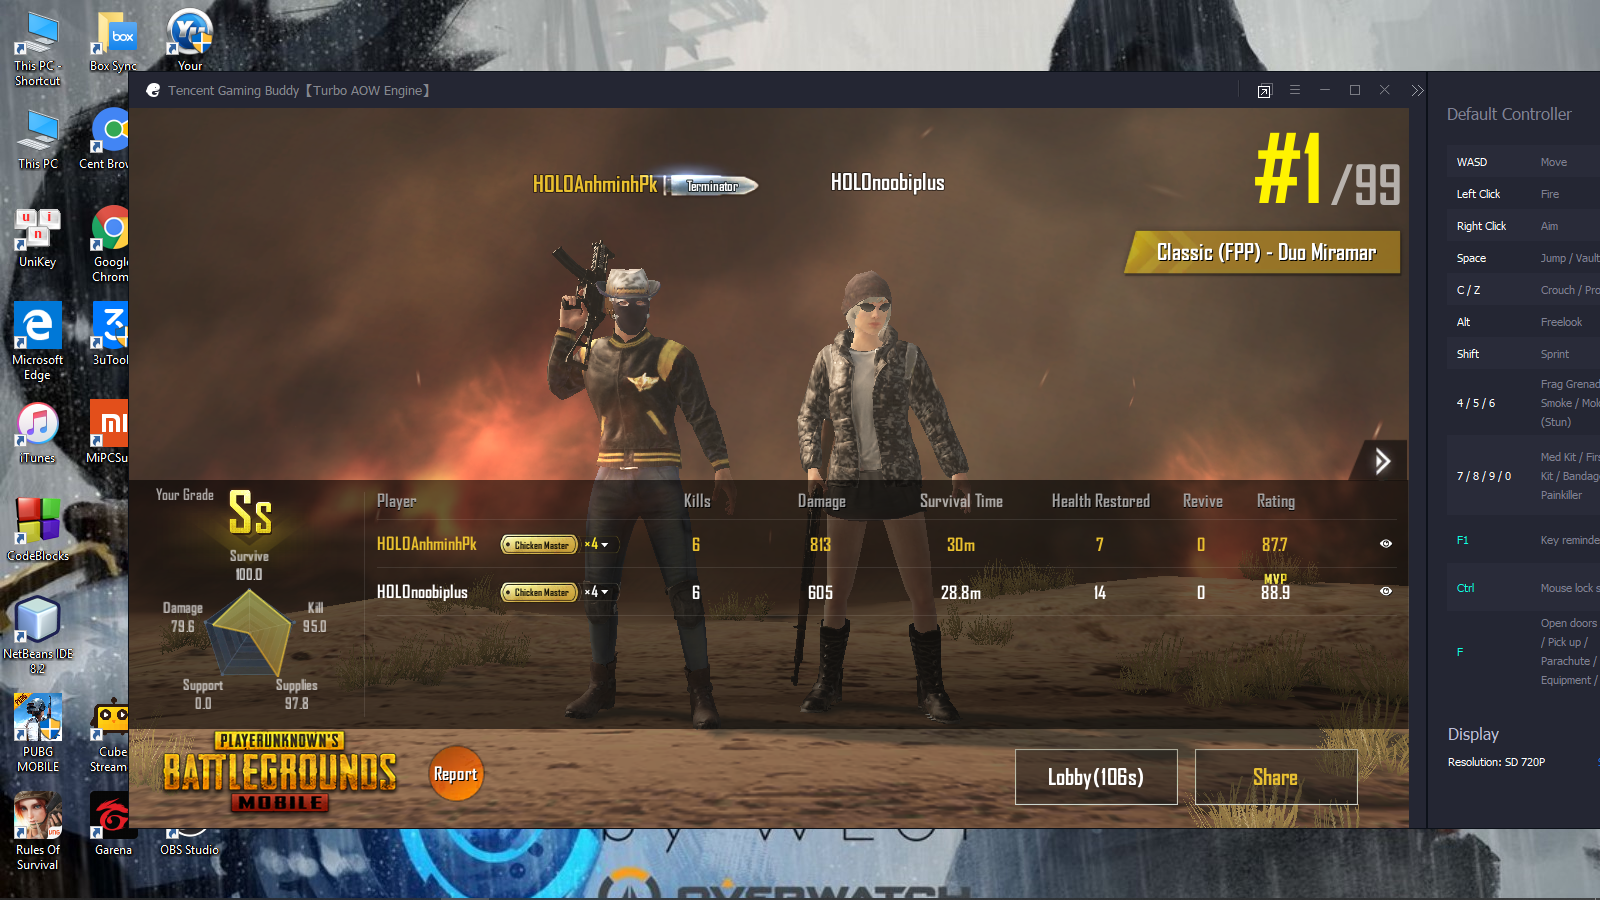 This PC -
Shortcut
Box Sync
Your
This PC
Cent Brow
UniKey
Google
Chrom
Microsoft
Edge
3uTool
iTunes
MiPCSu
CodeBlocks
NetBeans IDE
8.2
PUBG
MOBILE
Cube
Stream
Rules Of
Survival
Garena
OBS Studio
Tencent Gaming Buddy【Turbo AOW Engine】
HOLOAnhminhPk
Terminator
HOLOnoobiplus
#1/99
Classic (FPP) - Duo Miramar
Your Grade
Ss
Survive
100.0
Damage
79.6
Kill
95.0
Support
0.0
Supplies
97.8
Player Kills Damage Survival Time Health Restored Revive Rating
HOLOAnhminhPk Chicken Master ×4 6 813 30m 7 0 87.7
MVP
HOLOnoobiplus Chicken Master ×4 6 605 28.8m 14 0 88.9
PLAYERUNKNOWN'S
BATTLEGROUNDS
MOBILE
Report
Lobby(106s)
Share
Default Controller
WASD Move
Left Click Fire
Right Click Aim
Space Jump / Vault
C / Z Crouch / Pro
Alt Freelook
Shift Sprint
Frag Grenad
4 / 5 / 6 Smoke / Molo
(Stun)
Med Kit / Firs
7 / 8 / 9 / 0 Kit / Bandag
Painkiller
F1 Key reminde
Ctrl Mouse lock s
Open doors
/ Pick up /
F Parachute /
Equipment /
Display
Resolution: SD 720P
OVERWATCH